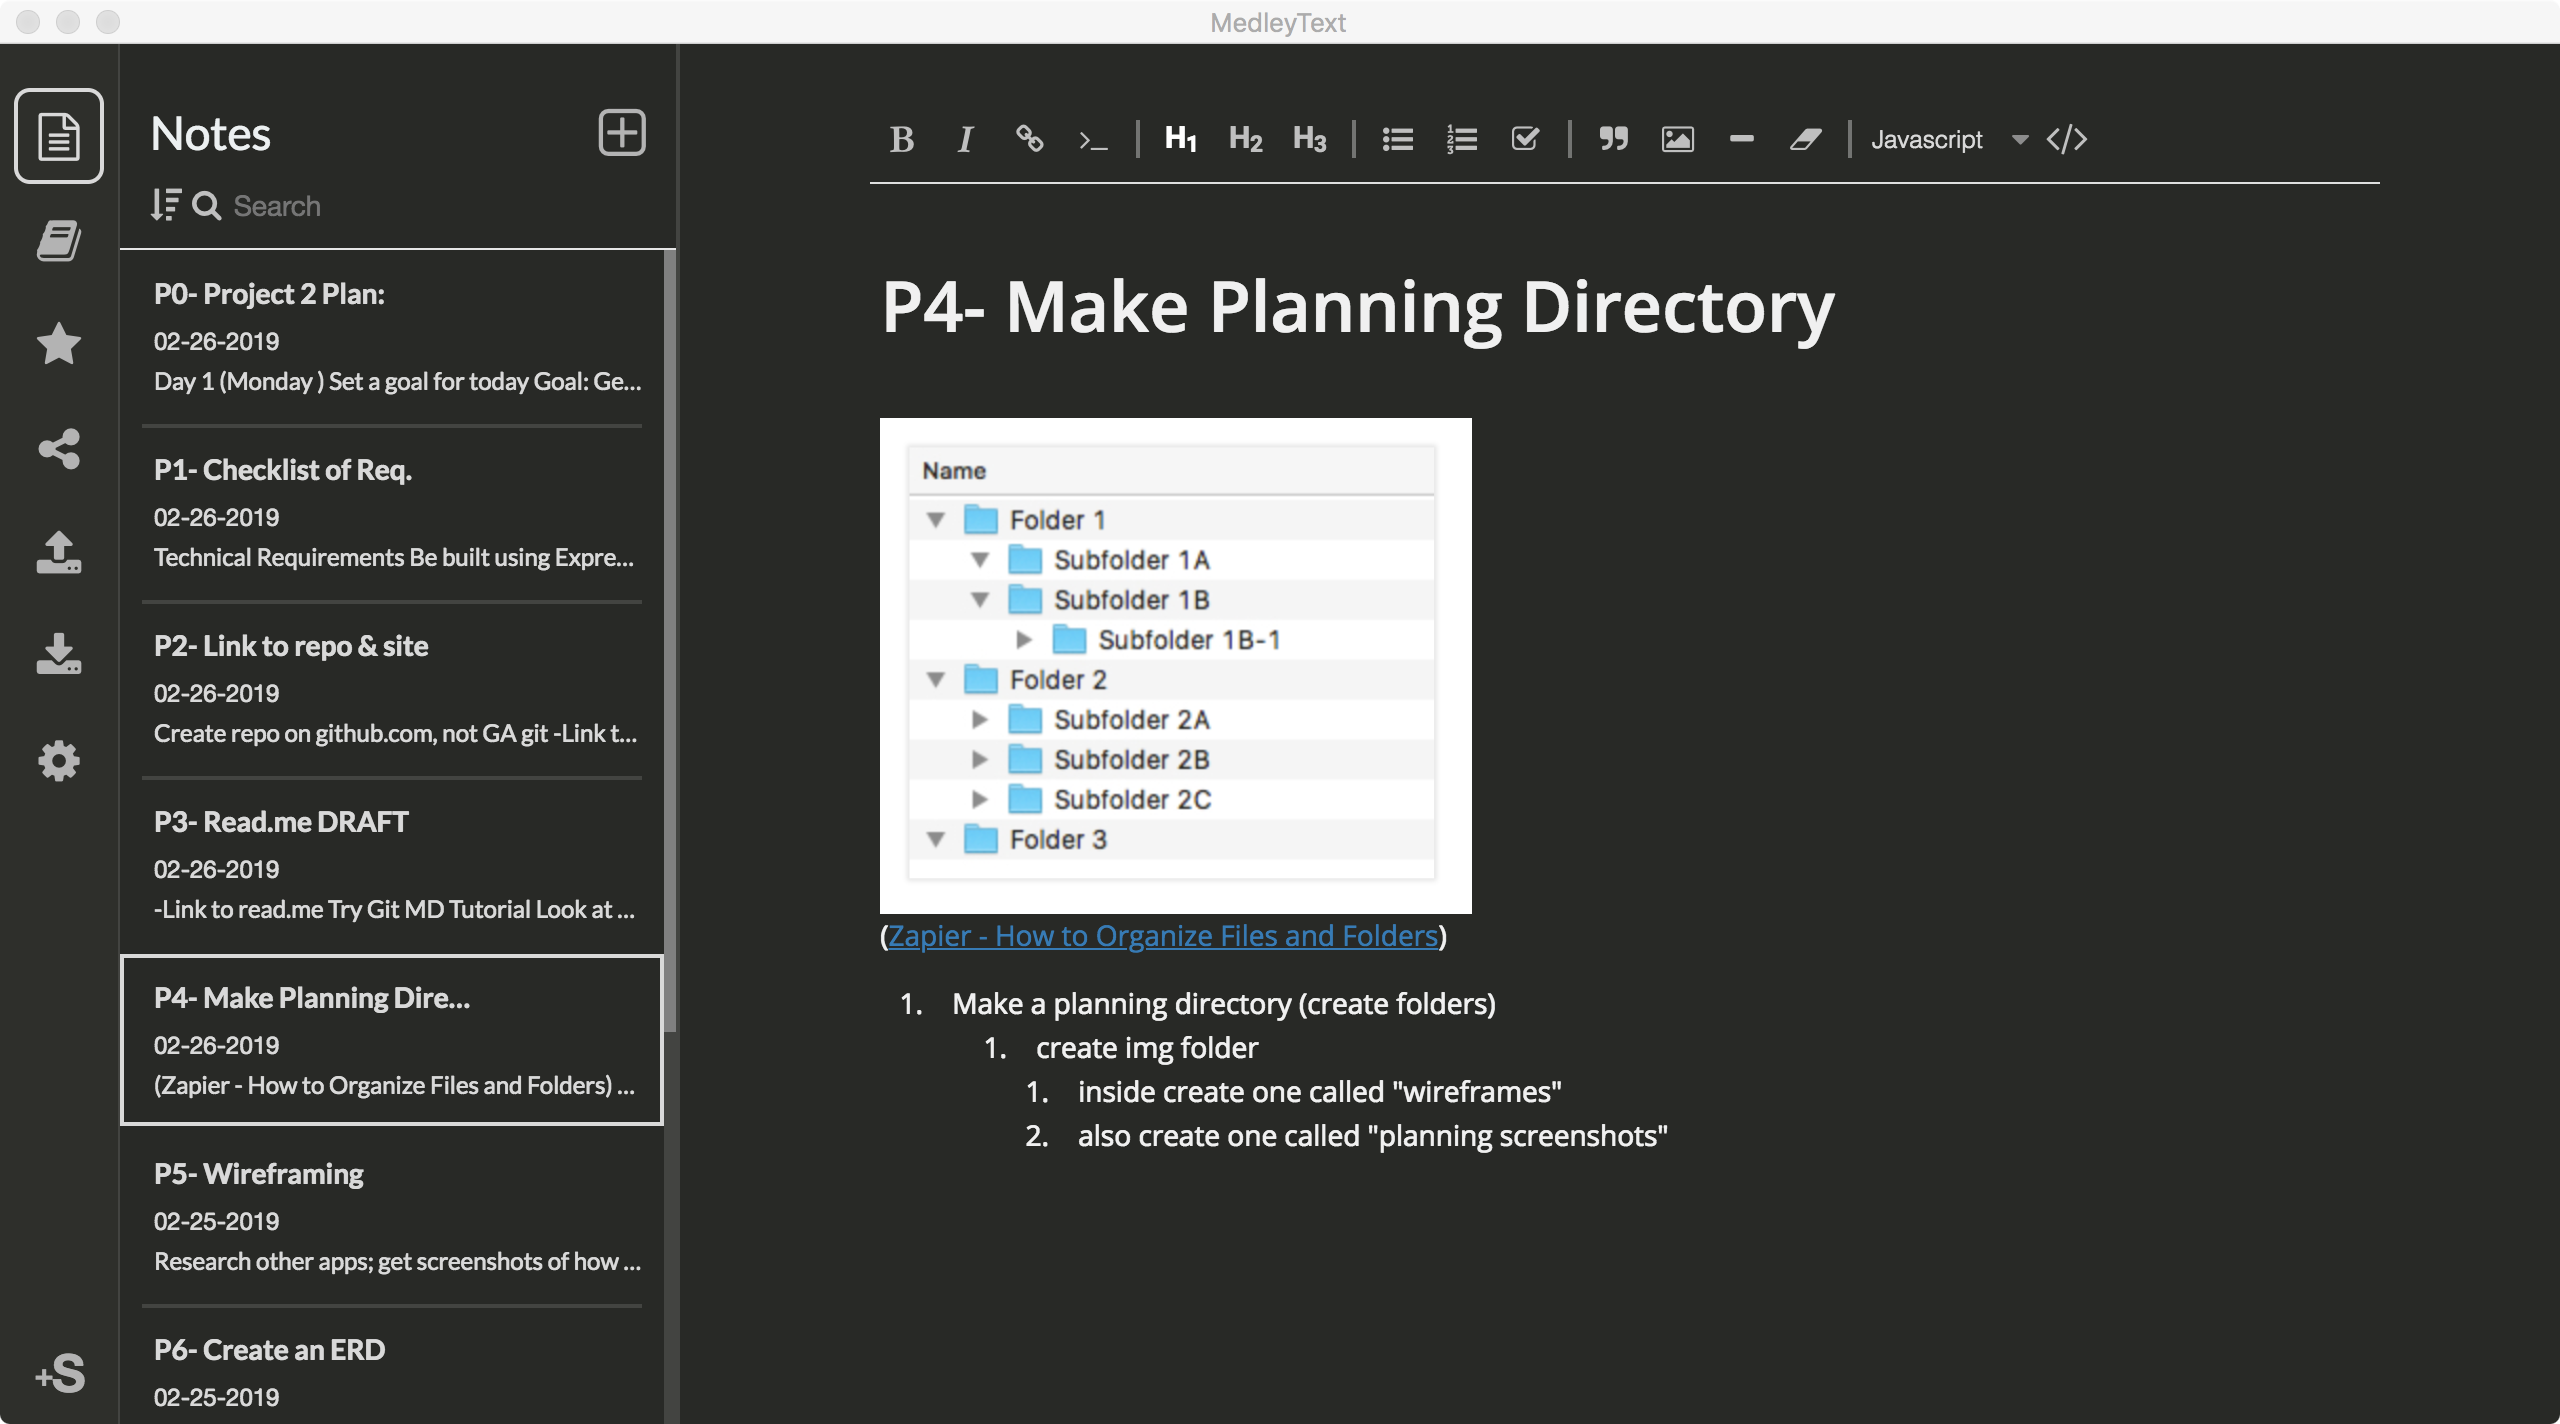 MedleyText
Notes
Search
P0- Project 2 Plan:
02-26-2019
Day 1 (Monday ) Set a goal for today Goal: Ge...
P1- Checklist of Req.
02-26-2019
Technical Requirements Be built using Expre...
P2- Link to repo & site
02-26-2019
Create repo on github.com, not GA git -Link t...
P3- Read.me DRAFT
02-26-2019
-Link to read.me Try Git MD Tutorial Look at ...
P4- Make Planning Dire...
02-26-2019
(Zapier - How to Organize Files and Folders) ...
P5- Wireframing
02-25-2019
Research other apps; get screenshots of how ...
P6- Create an ERD
02-25-2019
+S
B I >_ H1 H2 H3 Javascript </>
P4- Make Planning Directory
Name
Folder 1
Subfolder 1A
Subfolder 1B
Subfolder 1B-1
Folder 2
Subfolder 2A
Subfolder 2B
Subfolder 2C
Folder 3
(Zapier - How to Organize Files and Folders)
1. Make a planning directory (create folders)
1. create img folder
1. inside create one called "wireframes"
2. also create one called "planning screenshots"